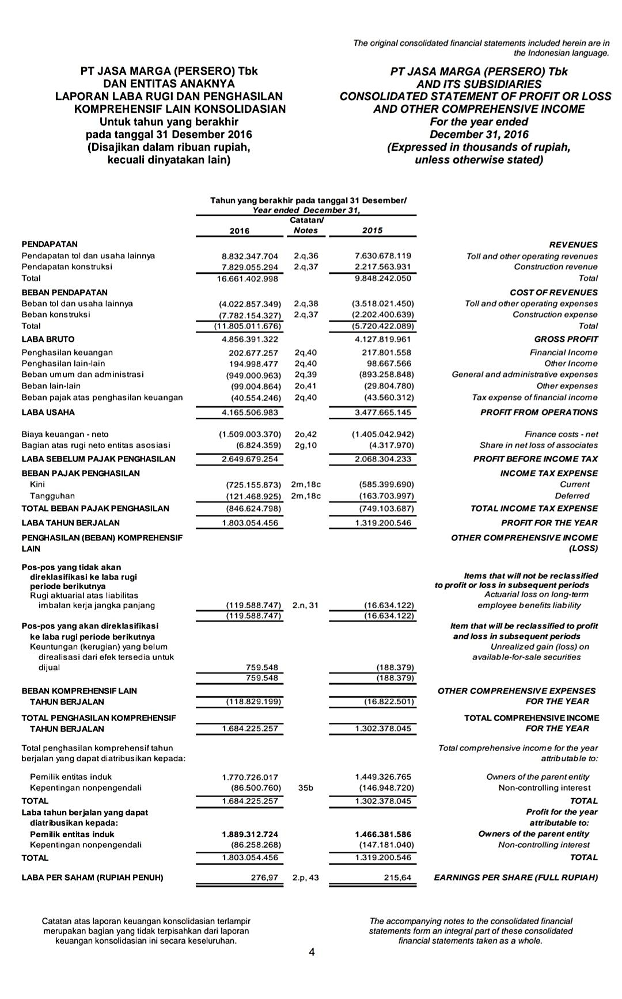 The original consolidated financial statements included herein are in
the Indonesian language.
PT JASA MARGA (PERSERO) Tbk
DAN ENTITAS ANAKNYA
LAPORAN LABA RUGI DAN PENGHASILAN
KOMPREHENSIF LAIN KONSOLIDASIAN
Untuk tahun yang berakhir
pada tanggal 31 Desember 2016
(Disajikan dalam ribuan rupiah,
kecuali dinyatakan lain)
PT JASA MARGA (PERSERO) Tbk
AND ITS SUBSIDIARIES
CONSOLIDATED STATEMENT OF PROFIT OR LOSS
AND OTHER COMPREHENSIVE INCOME
For the year ended
December 31, 2016
(Expressed in thousands of rupiah,
unless otherwise stated)
Tahun yang berakhir pada tanggal 31 Desember/
Year ended December 31,
Catatan/
2016 Notes 2015
PENDAPATAN REVENUES
Pendapatan tol dan usaha lainnya 8.832.347.704 2.q,36 7.630.678.119 Toll and other operating revenues
Pendapatan konstruksi 7.829.055.294 2.q,37 2.217.563.931 Construction revenue
Total 16.661.402.998 9.848.242.050 Total
BEBAN PENDAPATAN COST OF REVENUES
Beban tol dan usaha lainnya (4.022.857.349) 2.q,38 (3.518.021.450) Toll and other operating expenses
Beban konstruksi (7.782.154.327) 2.q,37 (2.202.400.639) Construction expense
Total (11.805.011.676) (5.720.422.089) Total
LABA BRUTO 4.856.391.322 4.127.819.961 GROSS PROFIT
Penghasilan keuangan 202.677.257 2q,40 217.801.558 Financial Income
Penghasilan lain-lain 194.998.477 2q,40 98.667.566 Other Income
Beban umum dan administrasi (949.000.963) 2q,39 (893.258.848) General and administrative expenses
Beban lain-lain (99.004.864) 2o,41 (29.804.780) Other expenses
Beban pajak atas penghasilan keuangan (40.554.246) 2q,40 (43.560.312) Tax expense of financial income
LABA USAHA 4.165.506.983 3.477.665.145 PROFIT FROM OPERATIONS
Biaya keuangan - neto (1.509.003.370) 2o,42 (1.405.042.942) Finance costs - net
Bagian atas rugi neto entitas asosiasi (6.824.359) 2g,10 (4.317.970) Share in net loss of associates
LABA SEBELUM PAJAK PENGHASILAN 2.649.679.254 2.068.304.233 PROFIT BEFORE INCOME TAX
BEBAN PAJAK PENGHASILAN INCOME TAX EXPENSE
Kini (725.155.873) 2m,18c (585.399.690) Current
Tangguhan (121.468.925) 2m,18c (163.703.997) Deferred
TOTAL BEBAN PAJAK PENGHASILAN (846.624.798) (749.103.687) TOTAL INCOME TAX EXPENSE
LABA TAHUN BERJALAN 1.803.054.456 1.319.200.546 PROFIT FOR THE YEAR
PENGHASILAN (BEBAN) KOMPREHENSIF OTHER COMPREHENSIVE INCOME
LAIN (LOSS)
Pos-pos yang tidak akan
direklasifikasi ke laba rugi Items that will not be reclassified
periode berikutnya to profit or loss in subsequent periods
Rugi aktuarial atas liabilitas Actuarial loss on long-term
imbalan kerja jangka panjang (119.588.747) 2.n, 31 (16.634.122) employee benefits liability
(119.588.747) (16.634.122)
Pos-pos yang akan direklasifikasi Item that will be reclassified to profit
ke laba rugi periode berikutnya and loss in subsequent periods
Keuntungan (kerugian) yang belum Unrealized gain (loss) on
direalisasi dari efek tersedia untuk available-for-sale securities
dijual 759.548 (188.379)
759.548 (188.379)
BEBAN KOMPREHENSIF LAIN OTHER COMPREHENSIVE EXPENSES
TAHUN BERJALAN (118.829.199) (16.822.501) FOR THE YEAR
TOTAL PENGHASILAN KOMPREHENSIF TOTAL COMPREHENSIVE INCOME
TAHUN BERJALAN 1.684.225.257 1.302.378.045 FOR THE YEAR
Total penghasilan komprehensif tahun Total comprehensive income for the year
berjalan yang dapat diatribusikan kepada: attributable to:
Pemilik entitas induk 1.770.726.017 1.449.326.765 Owners of the parent entity
Kepentingan nonpengendali (86.500.760) 35b (146.948.720) Non-controlling interest
TOTAL 1.684.225.257 1.302.378.045 TOTAL
Laba tahun berjalan yang dapat Profit for the year
diatribusikan kepada: attributable to:
Pemilik entitas induk 1.889.312.724 1.466.381.586 Owners of the parent entity
Kepentingan nonpengendali (86.258.268) (147.181.040) Non-controlling interest
TOTAL 1.803.054.456 1.319.200.546 TOTAL
LABA PER SAHAM (RUPIAH PENUH) 276,97 2.p, 43 215,64 EARNINGS PER SHARE (FULL RUPIAH)
Catatan atas laporan keuangan konsolidasian terlampir
merupakan bagian yang tidak terpisahkan dari laporan
keuangan konsolidasian ini secara keseluruhan.
The accompanying notes to the consolidated financial
statements form an integral part of these consolidated
financial statements taken as a whole.
4